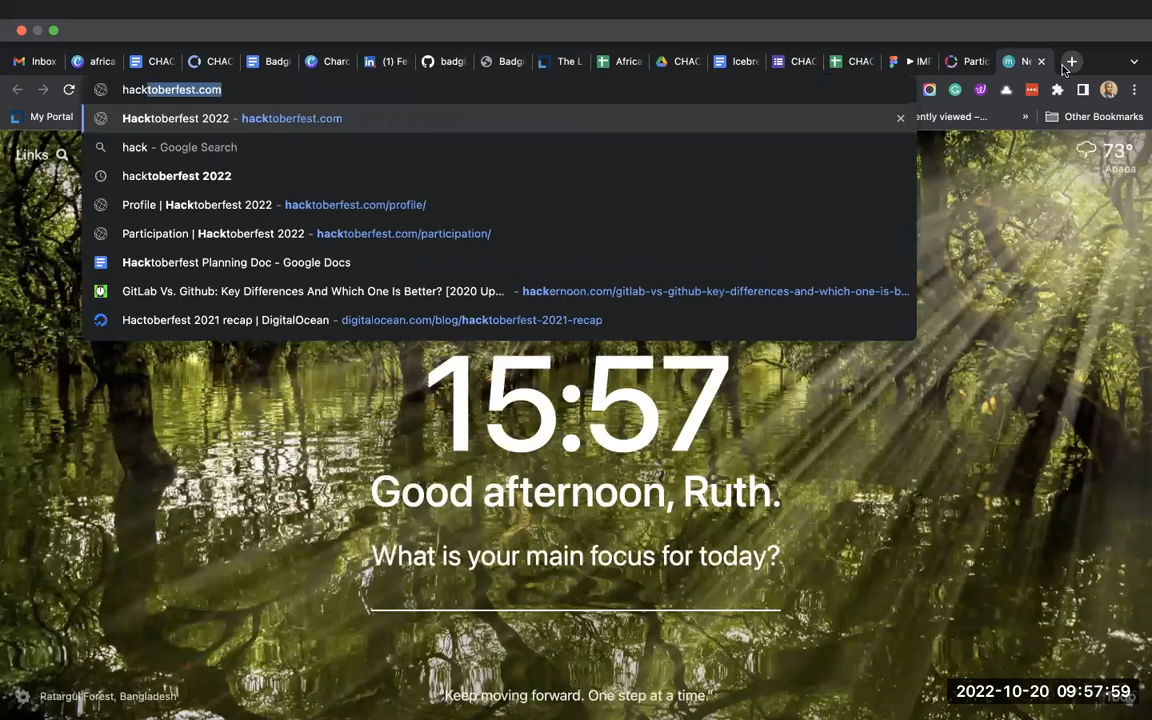 Inbox
africa
CHAC
CHAC
Badgi
Charc
(1) Fe
badgi
Badgi
The L
Africa
CHAC
Icebre
CHAC
CHAC
IMF
Partic
Ne
hacktoberfest.com
My Portal
ently viewed –...
»
Other Bookmarks
Hacktoberfest 2022 - hacktoberfest.com
hack - Google Search
hacktoberfest 2022
Profile | Hacktoberfest 2022 - hacktoberfest.com/profile/
Participation | Hacktoberfest 2022 - hacktoberfest.com/participation/
Hacktoberfest Planning Doc - Google Docs
GitLab Vs. Github: Key Differences And Which One Is Better? [2020 Up... - hackernoon.com/gitlab-vs-github-key-differences-and-which-one-is-b...
Hactoberfest 2021 recap | DigitalOcean - digitalocean.com/blog/hacktoberfest-2021-recap
Links
73°
Apapa
15:57
Good afternoon, Ruth.
What is your main focus for today?
Ratargul Forest, Bangladesh
"Keep moving forward. One step at a time."
2022-10-20 09:57:59